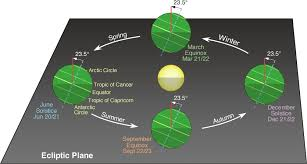 23.5°
Spring
Winter
March
Equinox
Mar 21/22
23.5°
23.5°
Arctic Circle
Tropic of Cancer
Equator
Tropic of Capricorn
Antarctic
Circle
June
Solstice
Jun 20/21
Summer
23.5°
Autumn
December
Solstice
Dec 21/22
September
Equinox
Sept 22/23
Ecliptic Plane